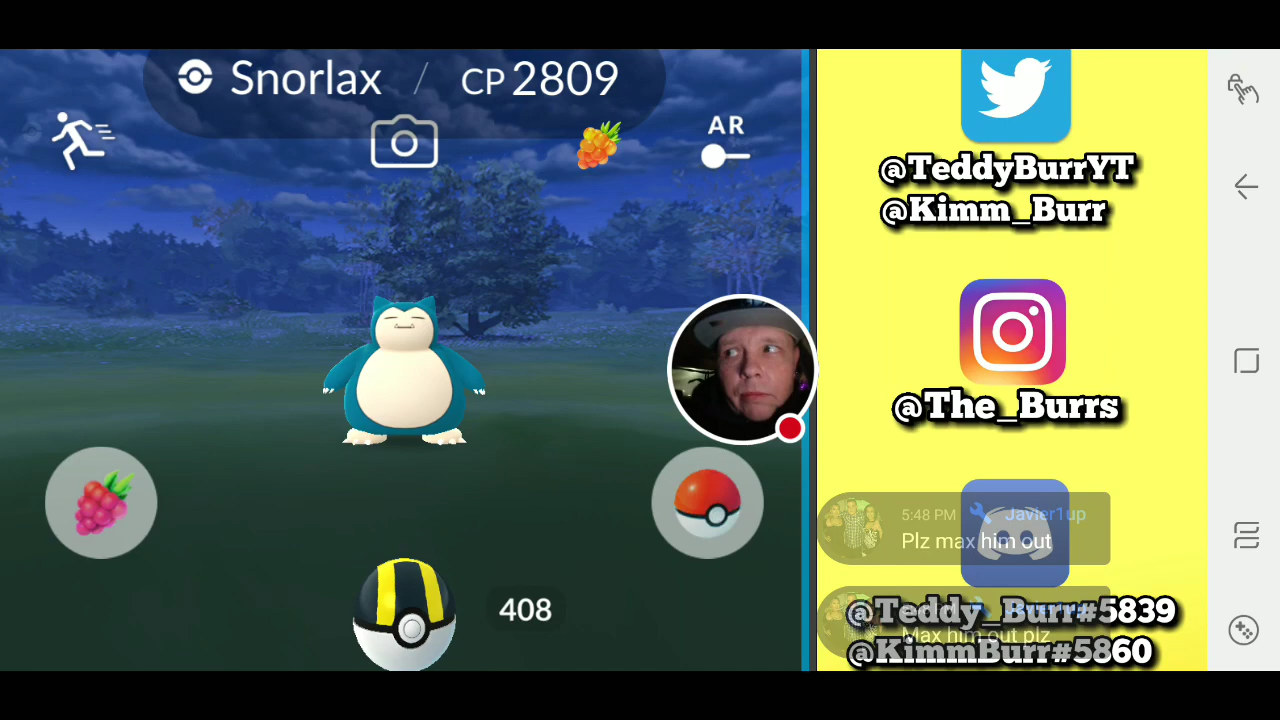 Snorlax / CP 2809
AR
408
@TeddyBurrYT
@Kimm_Burr
@The_Burrs
5:48 PM Javier1up
Plz max him out
@Teddy_Burr#5839
Max him out plz
@KimmBurr#5860